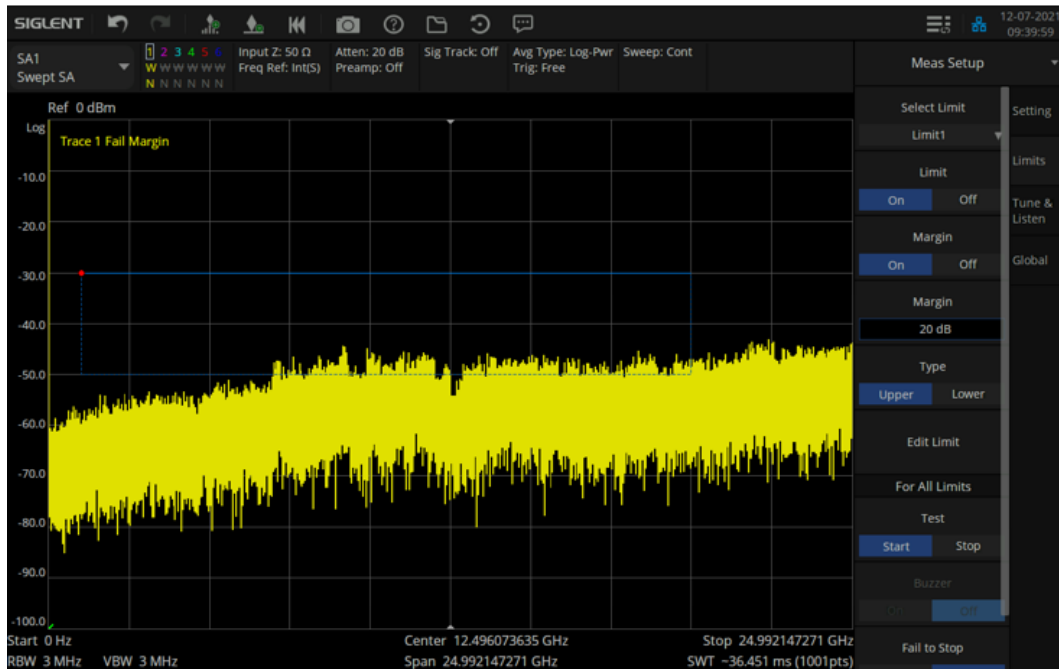 SIGLENT
12-07-2021
09:39:59
SA1
Swept SA
1 2 3 4 5 6
W W W W W W
N N N N N N
Input Z: 50 Ω
Freq Ref: Int(S)
Atten: 20 dB
Preamp: Off
Sig Track: Off
Avg Type: Log-Pwr
Trig: Free
Sweep: Cont
Ref 0 dBm
Log
Trace 1 Fail Margin
-10.0
-20.0
-30.0
-40.0
-50.0
-60.0
-70.0
-80.0
-90.0
-100.0
Start 0 Hz
Center 12.496073635 GHz
Stop 24.992147271 GHz
RBW 3 MHz
VBW 3 MHz
Span 24.992147271 GHz
SWT ~36.451 ms (1001pts)
Meas Setup
Select Limit
Limit1
Limit
On Off
Margin
On Off
Margin
20 dB
Type
Upper Lower
Edit Limit
For All Limits
Test
Start Stop
Buzzer
On Off
Fail to Stop
Setting
Limits
Tune &
Listen
Global